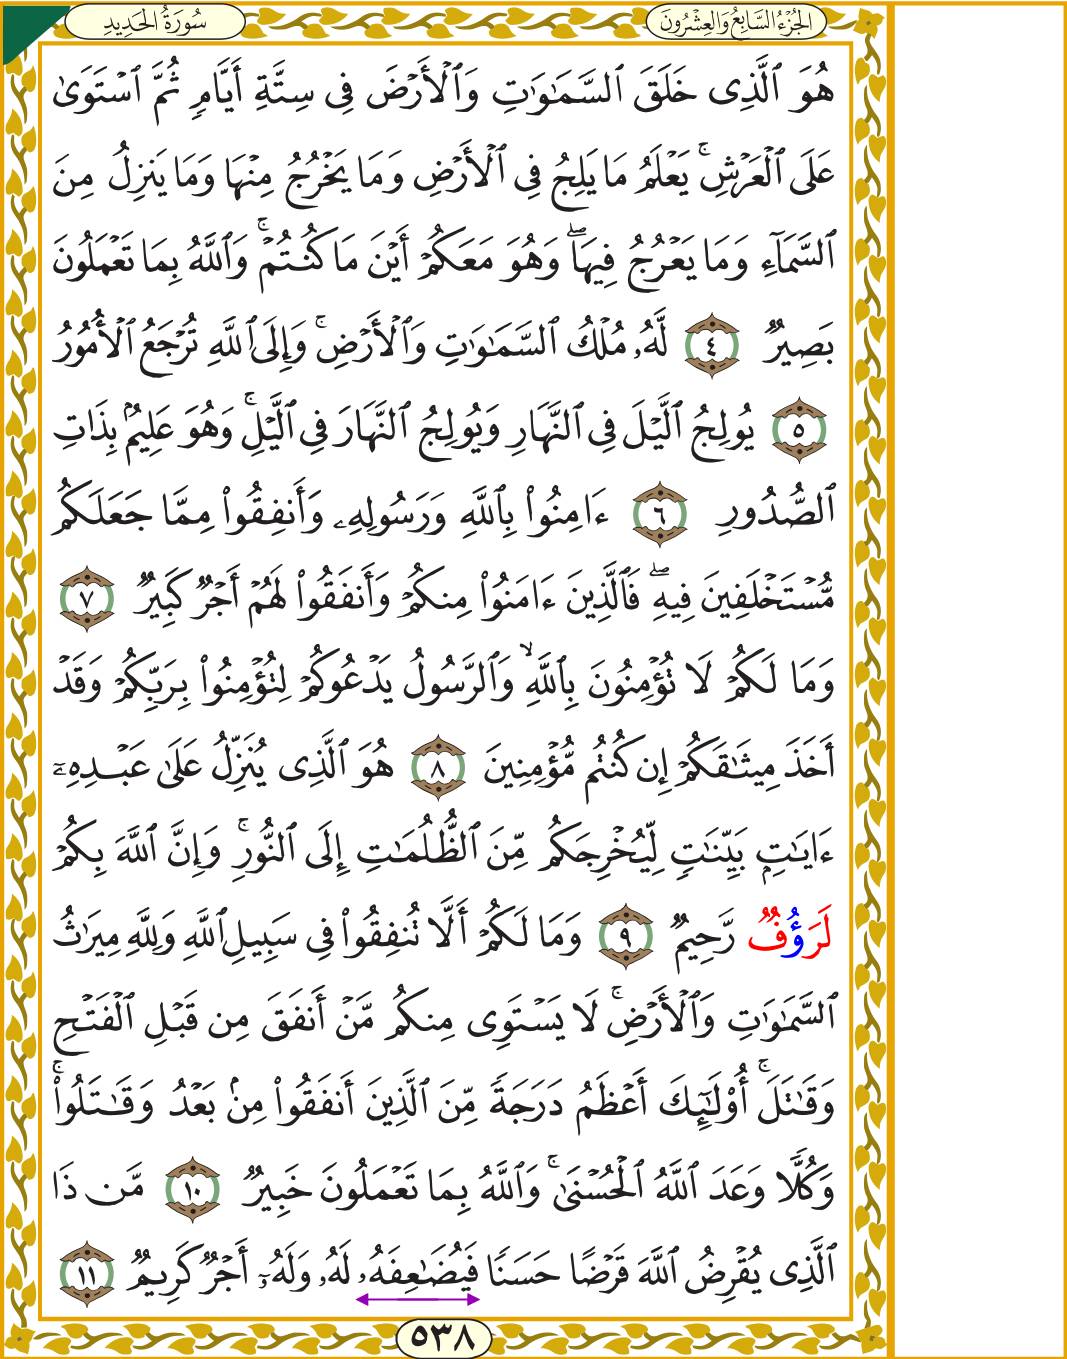 الجُزْءُ السَّابِعُ وَالعِشْرُونَ
سُورَةُ الحَدِيدِ
هُوَ ٱلَّذِى خَلَقَ ٱلسَّمَٰوَٰتِ وَٱلۡأَرۡضَ فِى سِتَّةِ أَيَّامٖ ثُمَّ ٱسۡتَوَىٰ
عَلَى ٱلۡعَرۡشِۚ يَعۡلَمُ مَا يَلِجُ فِى ٱلۡأَرۡضِ وَمَا يَخۡرُجُ مِنۡهَا وَمَا يَنزِلُ مِنَ
ٱلسَّمَآءِ وَمَا يَعۡرُجُ فِيهَاۖ وَهُوَ مَعَكُمۡ أَيۡنَ مَا كُنتُمۡۚ وَٱللَّهُ بِمَا تَعۡمَلُونَ
بَصِيرٞ ٤ لَّهُۥ مُلۡكُ ٱلسَّمَٰوَٰتِ وَٱلۡأَرۡضِۚ وَإِلَى ٱللَّهِ تُرۡجَعُ ٱلۡأُمُورُ
٥ يُولِجُ ٱلَّيۡلَ فِى ٱلنَّهَارِ وَيُولِجُ ٱلنَّهَارَ فِى ٱلَّيۡلِۚ وَهُوَ عَلِيمُۢ بِذَاتِ
ٱلصُّدُورِ ٦ ءَامِنُواْ بِٱللَّهِ وَرَسُولِهِۦ وَأَنفِقُواْ مِمَّا جَعَلَكُم
مُّسۡتَخۡلَفِينَ فِيهِۖ فَٱلَّذِينَ ءَامَنُواْ مِنكُمۡ وَأَنفَقُواْ لَهُمۡ أَجۡرٞ كَبِيرٞ ٧
وَمَا لَكُمۡ لَا تُؤۡمِنُونَ بِٱللَّهِۙ وَٱلرَّسُولُ يَدۡعُوكُمۡ لِتُؤۡمِنُواْ بِرَبِّكُمۡ وَقَدۡ
أَخَذَ مِيثَٰقَكُمۡ إِن كُنتُم مُّؤۡمِنِينَ ٨ هُوَ ٱلَّذِى يُنَزِّلُ عَلَىٰ عَبۡدِهِۦٓ
ءَايَٰتِۭ بَيِّنَٰتٖ لِّيُخۡرِجَكُم مِّنَ ٱلظُّلُمَٰتِ إِلَى ٱلنُّورِۚ وَإِنَّ ٱللَّهَ بِكُمۡ
لَرَؤُفٞ رَّحِيمٞ ٩ وَمَا لَكُمۡ أَلَّا تُنفِقُواْ فِى سَبِيلِ ٱللَّهِ وَلِلَّهِ مِيرَٰثُ
ٱلسَّمَٰوَٰتِ وَٱلۡأَرۡضِۚ لَا يَسۡتَوِى مِنكُم مَّنۡ أَنفَقَ مِن قَبۡلِ ٱلۡفَتۡحِ
وَقَٰتَلَۚ أُوْلَٰٓئِكَ أَعۡظَمُ دَرَجَةٗ مِّنَ ٱلَّذِينَ أَنفَقُواْ مِنۢ بَعۡدُ وَقَٰتَلُواْۚ
وَكُلّٗا وَعَدَ ٱللَّهُ ٱلۡحُسۡنَىٰۚ وَٱللَّهُ بِمَا تَعۡمَلُونَ خَبِيرٞ ١٠ مَّن ذَا
ٱلَّذِى يُقۡرِضُ ٱللَّهَ قَرۡضًا حَسَنٗا فَيُضَٰعِفَهُۥ لَهُۥ وَلَهُۥٓ أَجۡرٞ كَرِيمٞ ١١
٥٣٨